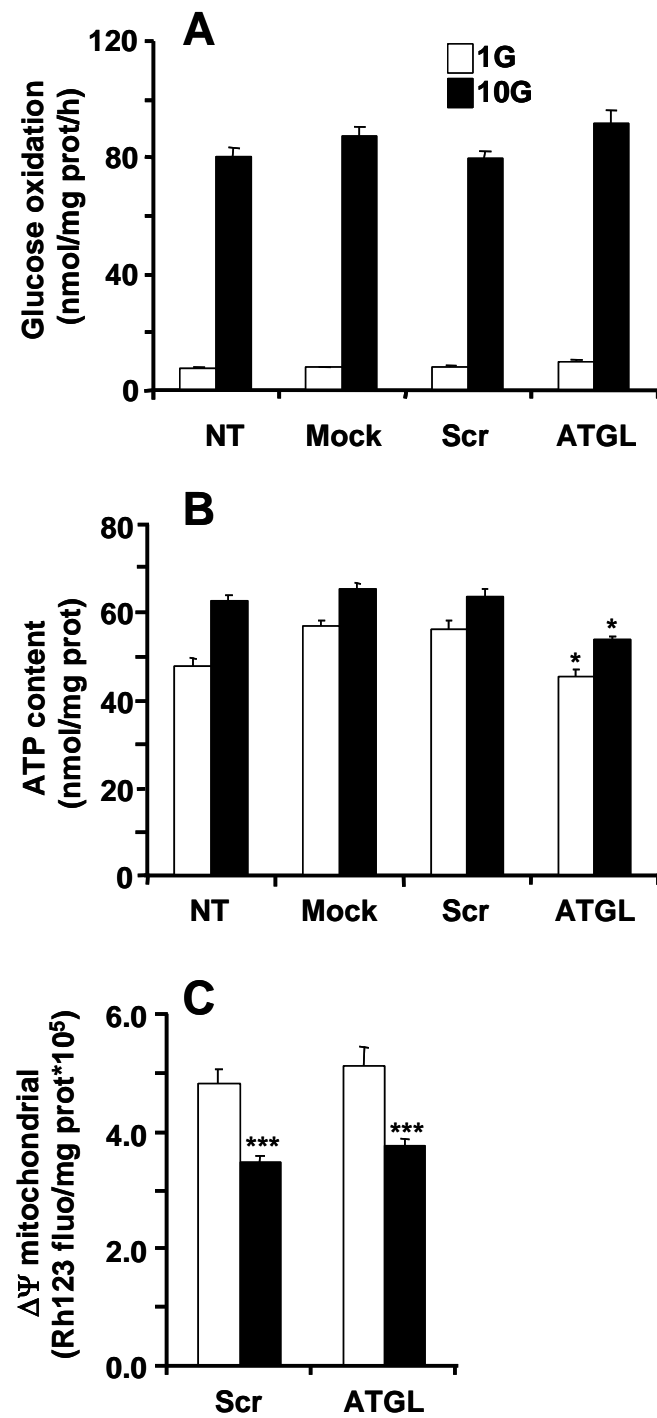 A
1G
10G
Glucose oxidation
(nmol/mg prot/h)
120
80
40
0
NT Mock Scr ATGL
B
ATP content
(nmol/mg prot)
80
60
40
20
0
* *
NT Mock Scr ATGL
C
ΔΨ mitochondrial
(Rh123 fluo/mg prot*10⁵)
6.0
4.0
2.0
0.0
*** ***
Scr ATGL